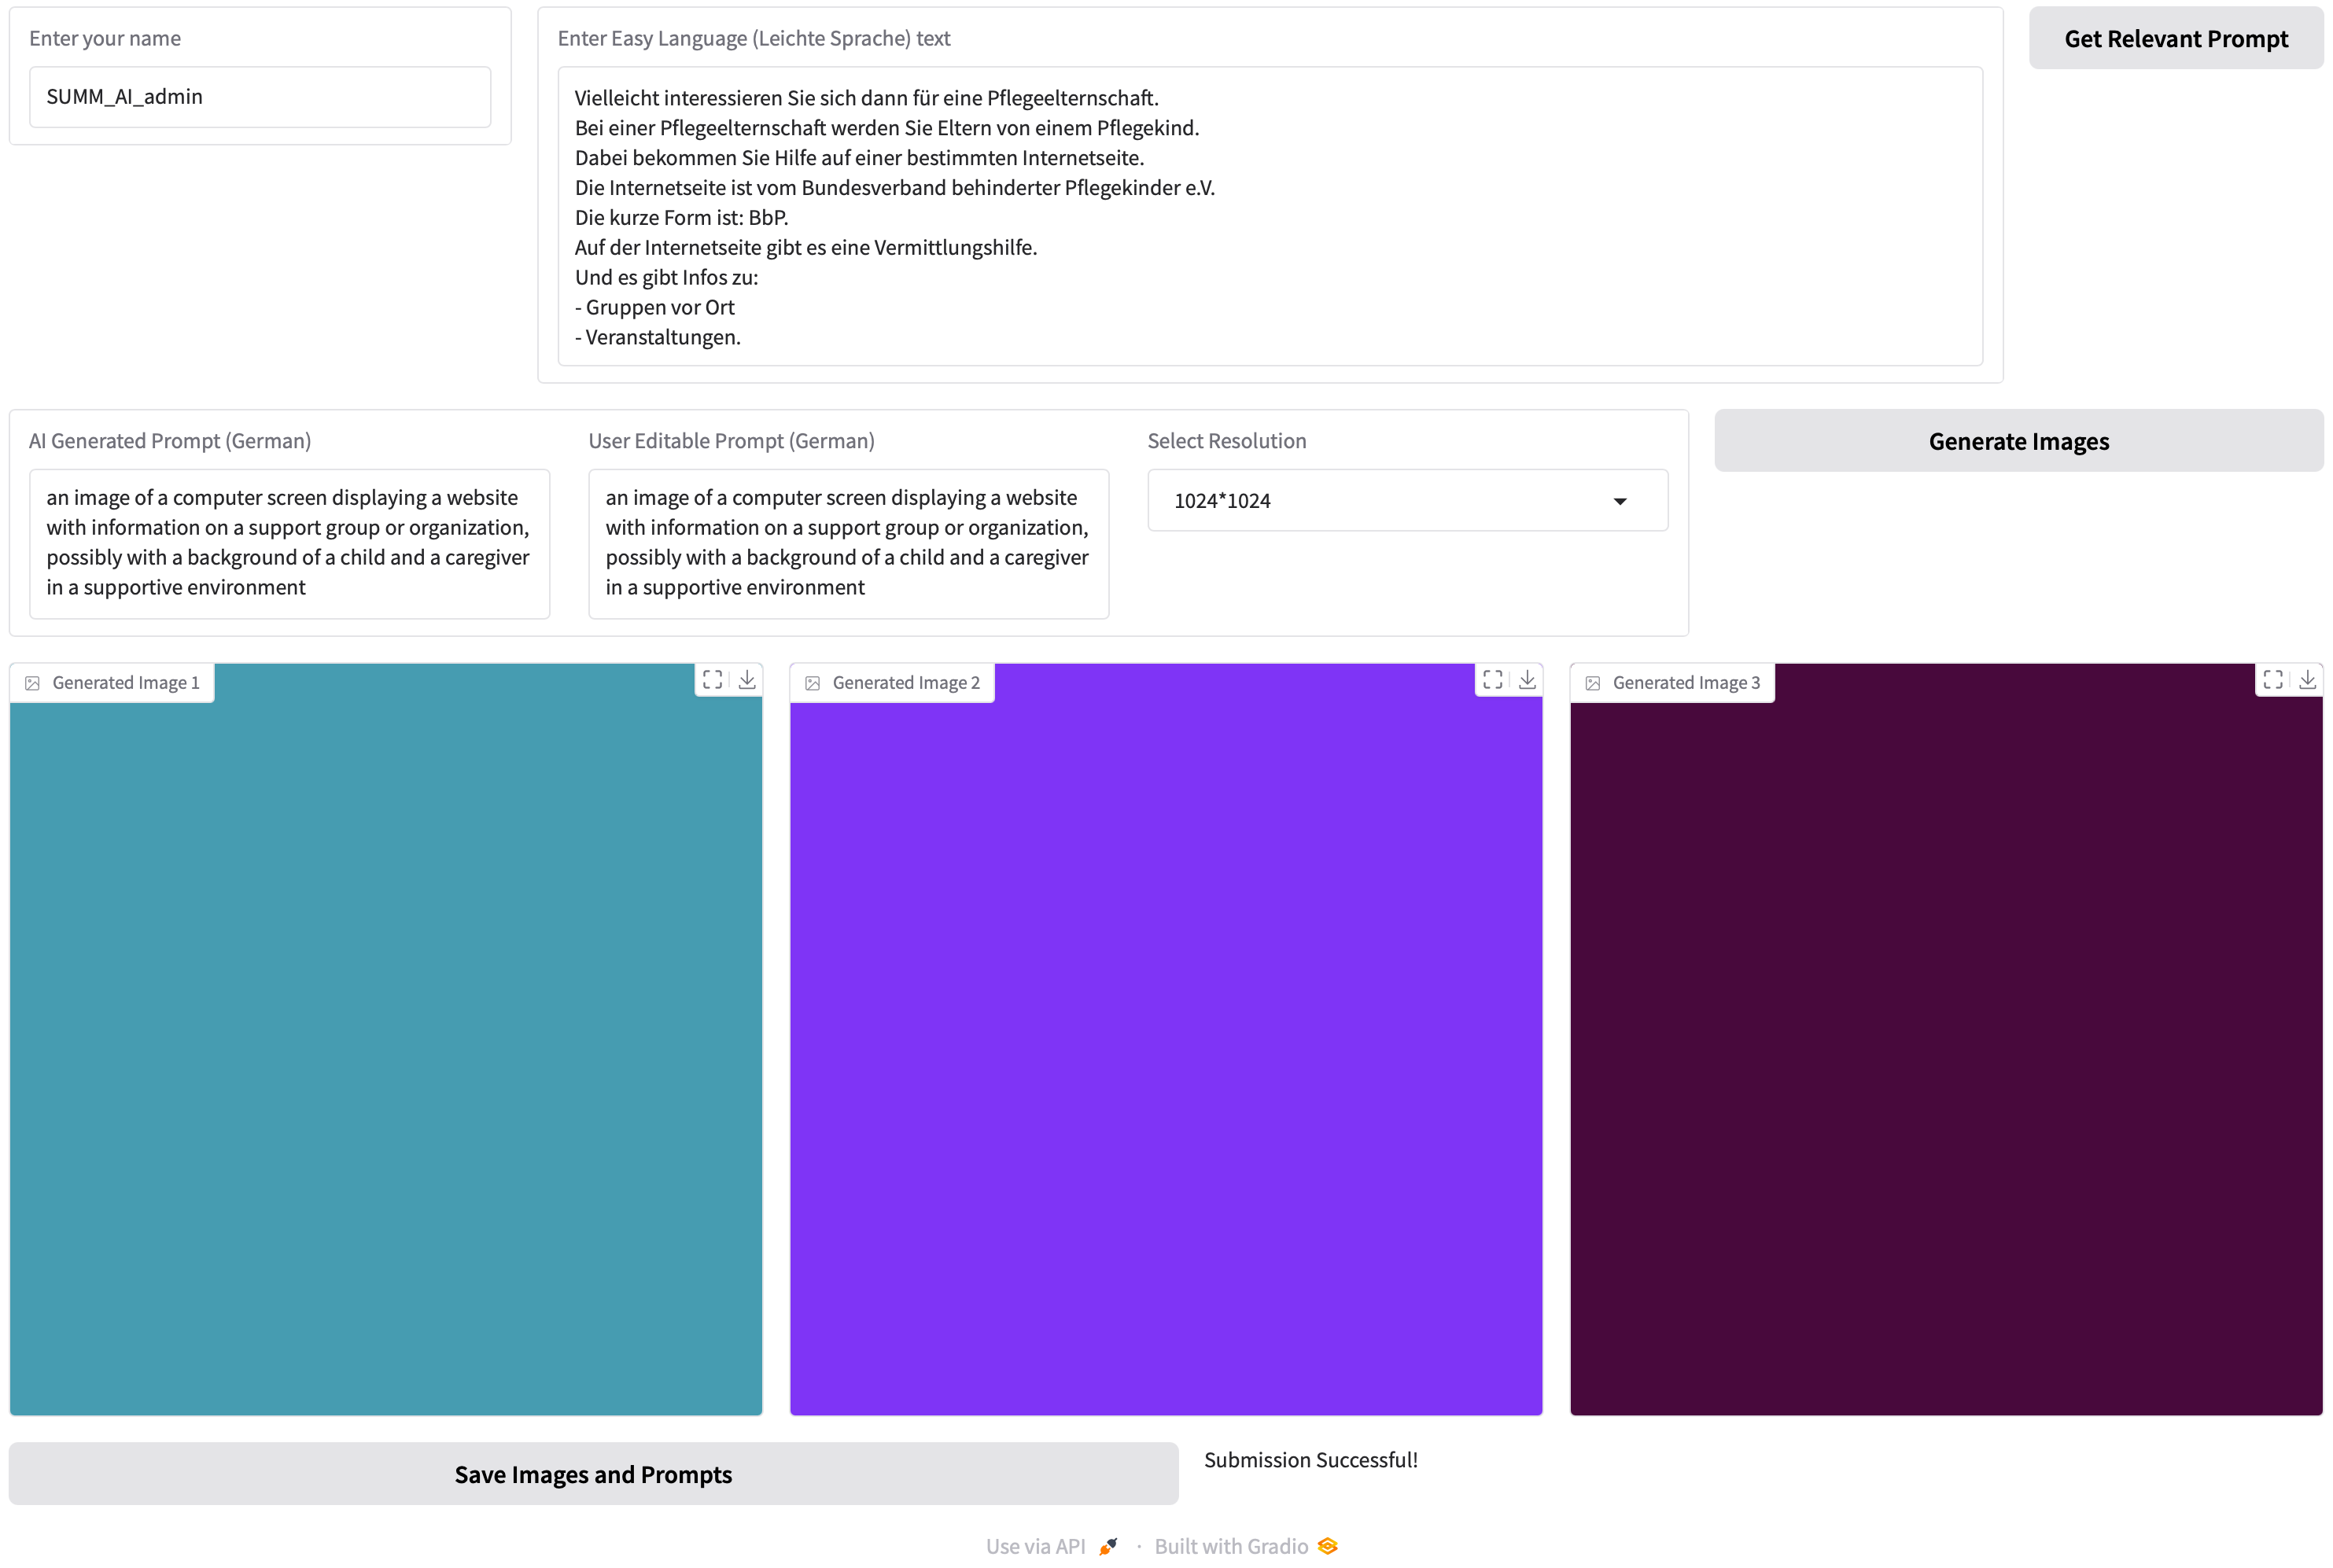 Enter your name
SUMM_AI_admin
Enter Easy Language (Leichte Sprache) text
Vielleicht interessieren Sie sich dann für eine Pflegeelternschaft.
Bei einer Pflegeelternschaft werden Sie Eltern von einem Pflegekind.
Dabei bekommen Sie Hilfe auf einer bestimmten Internetseite.
Die Internetseite ist vom Bundesverband behinderter Pflegekinder e.V.
Die kurze Form ist: BbP.
Auf der Internetseite gibt es eine Vermittlungshilfe.
Und es gibt Infos zu:
- Gruppen vor Ort
- Veranstaltungen.
Get Relevant Prompt
AI Generated Prompt (German)
an image of a computer screen displaying a website
with information on a support group or organization,
possibly with a background of a child and a caregiver
in a supportive environment
User Editable Prompt (German)
an image of a computer screen displaying a website
with information on a support group or organization,
possibly with a background of a child and a caregiver
in a supportive environment
Select Resolution
1024*1024
Generate Images
Generated Image 1
Generated Image 2
Generated Image 3
Save Images and Prompts
Submission Successful!
Use via API · Built with Gradio